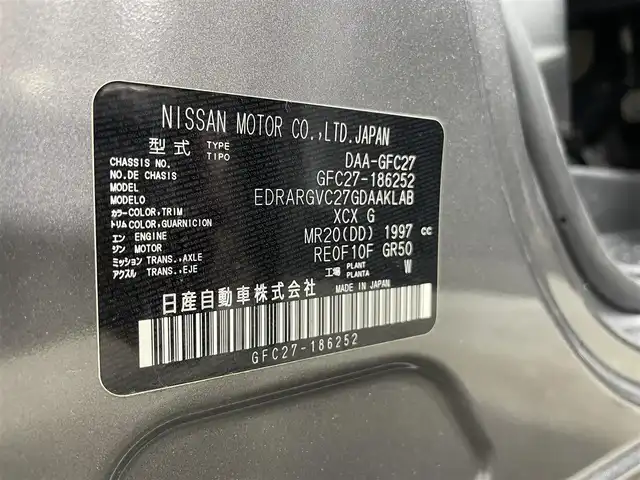 NISSAN MOTOR CO.,LTD.JAPAN
型式 TYPE TIPO DAA-GFC27
CHASSIS NO. NO.DE CHASIS GFC27-186252
MODEL MODELO EDRARGVC27GDAAKLAB
カラー COLOR,TRIM トリム COLOR,GUARNICION XCX G
エン ENGINE ジン MOTOR MR20(DD) 1997 cc
ミッション TRANS.,AXLE アクスル TRANS.,EJE RE0F10F GR50
工場 PLANT PLANTA W
日産自動車株式会社 MADE IN JAPAN
GFC27-186252